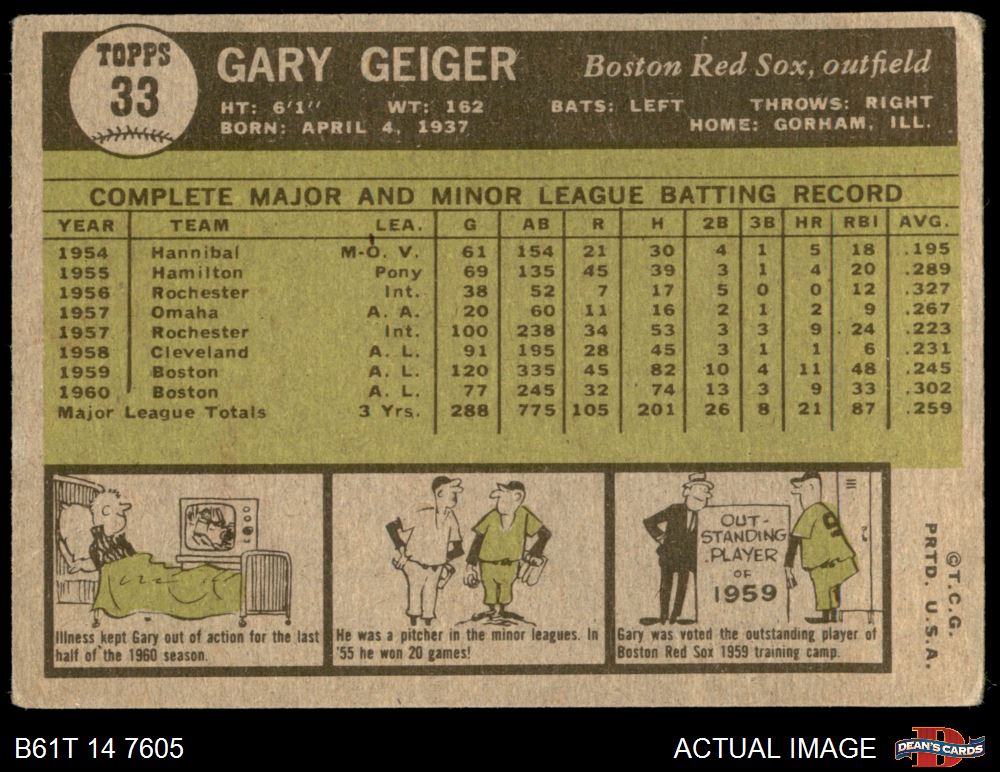 TOPPS
33
GARY GEIGER
Boston Red Sox, outfield
HT: 6'1" WT: 162 BATS: LEFT THROWS: RIGHT
BORN: APRIL 4, 1937 HOME: GORHAM, ILL.
COMPLETE MAJOR AND MINOR LEAGUE BATTING RECORD
YEAR TEAM LEA. G AB R H 2B 3B HR RBI AVG.
1954 Hannibal M-O. V. 61 154 21 30 4 1 5 18 .195
1955 Hamilton Pony 69 135 45 39 3 1 4 20 .289
1956 Rochester Int. 38 52 7 17 5 0 0 12 .327
1957 Omaha A. A. 20 60 11 16 2 1 2 9 .267
1957 Rochester Int. 100 238 34 53 3 3 9 24 .223
1958 Cleveland A. L. 91 195 28 45 3 1 1 6 .231
1959 Boston A. L. 120 335 45 82 10 4 11 48 .245
1960 Boston A. L. 77 245 32 74 13 3 9 33 .302
Major League Totals 3 Yrs. 288 775 105 201 26 8 21 87 .259
Illness kept Gary out of action for the last
half of the 1960 season.
He was a pitcher in the minor leagues. In
'55 he won 20 games!
OUT-
STANDING
PLAYER
OF
1959
Gary was voted the outstanding player of
Boston Red Sox 1959 training camp.
©T.C.G.
PRTD. U.S.A.
B61T 14 7605
ACTUAL IMAGE
D
DEAN'S CARDS